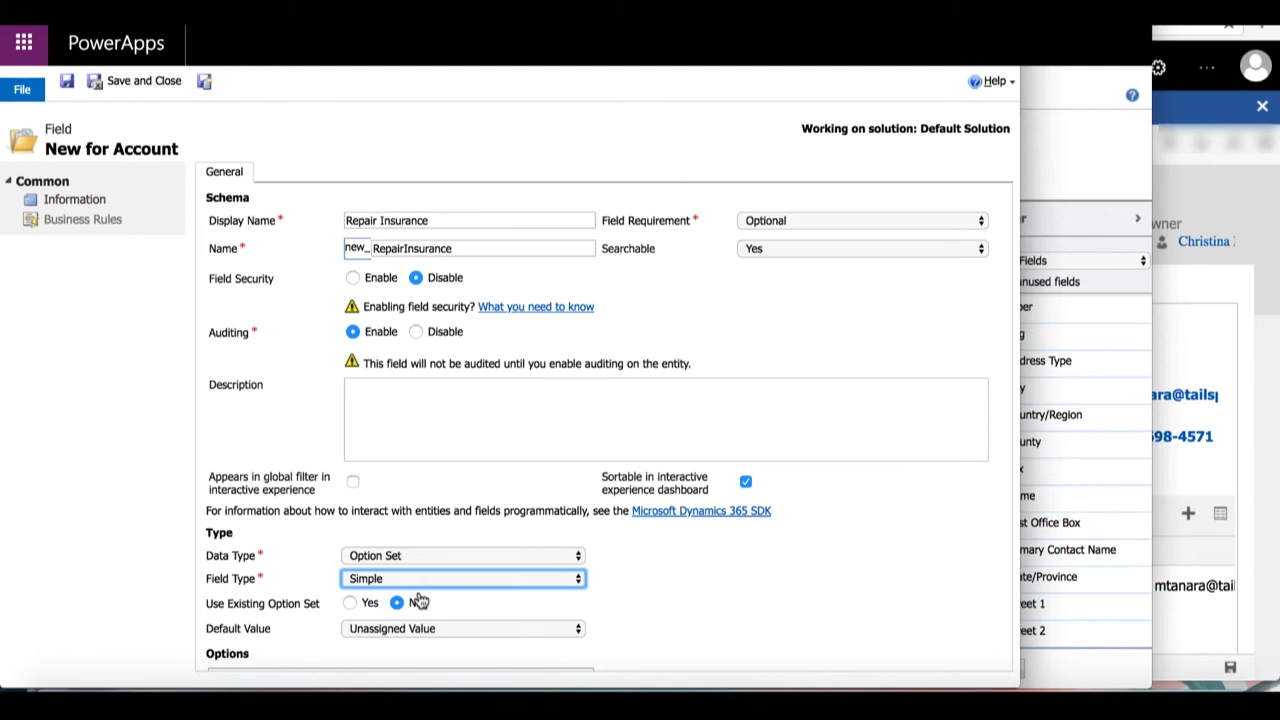 PowerApps
File
Save and Close
Help
Field
New for Account
Working on solution: Default Solution
Common
Information
Business Rules
General
Schema
Display Name*
Repair Insurance
Field Requirement*
Optional
Name*
new_
RepairInsurance
Searchable
Yes
Field Security
Enable
Disable
Enabling field security? What you need to know
Auditing*
Enable
Disable
This field will not be audited until you enable auditing on the entity.
Description
Appears in global filter in
interactive experience
Sortable in interactive
experience dashboard
For information about how to interact with entities and fields programmatically, see the Microsoft Dynamics 365 SDK
Type
Data Type*
Option Set
Field Type*
Simple
Use Existing Option Set
Yes
Default Value
Unassigned Value
Options
Fields
nused fields
dress Type
untry/Region
unty
me
st Office Box
mary Contact Name
te/Province
eet 1
eet 2
wner
Christina
ara@tailsp
598-4571
mtanara@tail